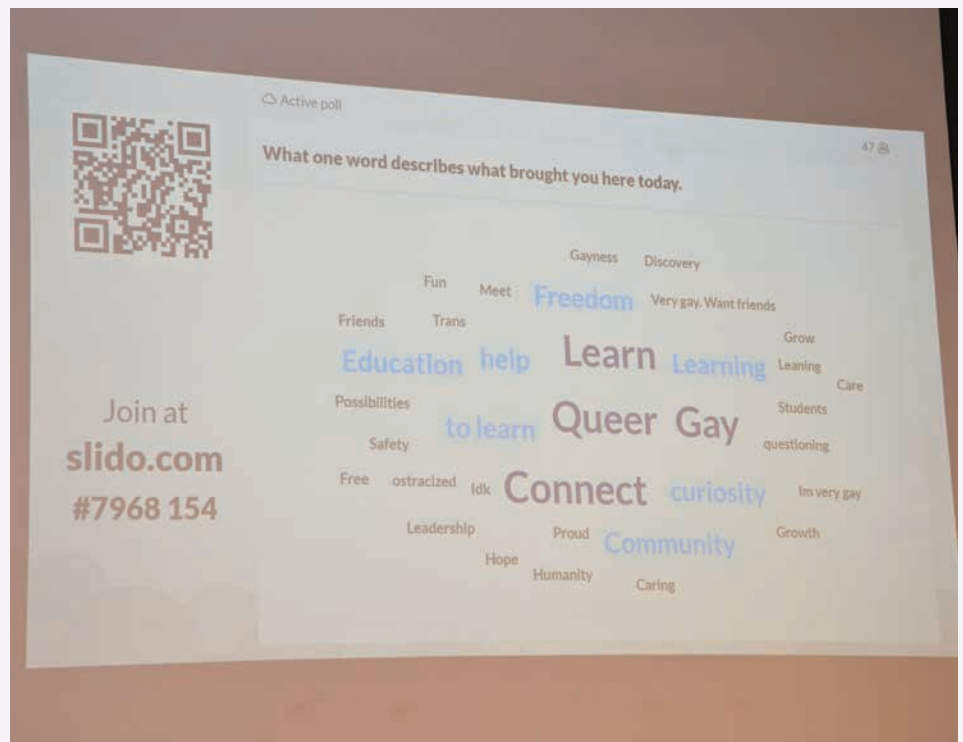 Active poll
47
What one word describes what brought you here today.
Gayness Discovery
Fun Meet Freedom Very gay. Want friends
Friends Trans Grow
Education help Learn Learning Leaning
Care
Possibilities to learn Queer Gay Students
Safety questioning
Free ostracized Idk Connect curiosity Im very gay
Leadership Proud Community Growth
Hope Humanity Caring
Join at
slido.com
#7968 154